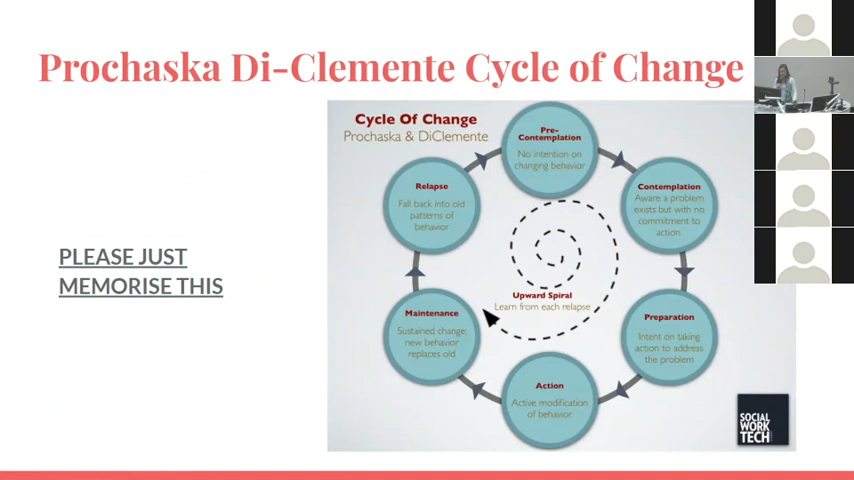 Prochaska Di-Clemente Cycle of Change
PLEASE JUST
MEMORISE THIS
Cycle Of Change
Prochaska & DiClemente
Pre-
Contemplation
No intention on
changing behavior
Contemplation
Aware a problem
exists but with no
commitment to
action.
Preparation
Intent on taking
action to address
the problem
Action
Active modification
of behavior
Maintenance
Sustained change;
new behavior
replaces old
Relapse
Fall back into old
patterns of
behavior
Upward Spiral
Learn from each relapse
SOCIAL
WORK
TECH